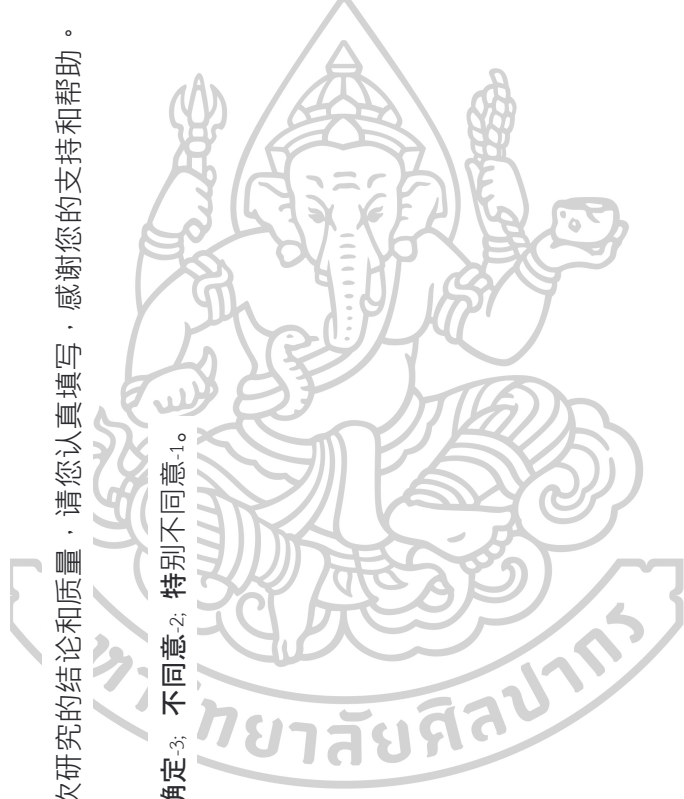 研究的结论和质量，请您认真填写，感谢您的支持和帮助。
定-3; 不同意-2; 特别不同意-1。
ทยาลัยศิลปากร